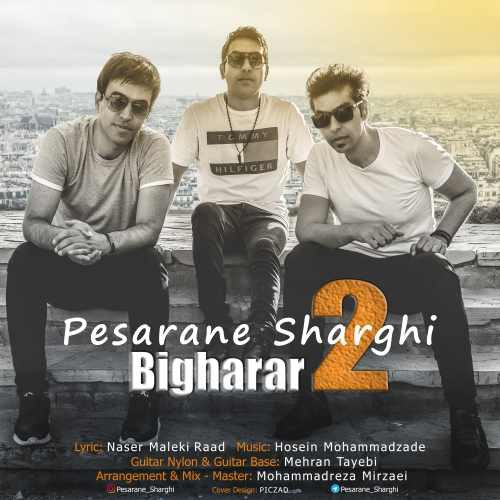 TOMMY
HILFIGER
Pesarane Sharghi
Bigharar 2
Lyric: Naser Maleki Raad Music: Hosein Mohammadzade
Guitar Nylon & Guitar Base: Mehran Tayebi
Arrangement & Mix - Master: Mohammadreza Mirzaei
Pesarane_Sharghi Cover Design: PICZAD.com Pesarane_Sharghi